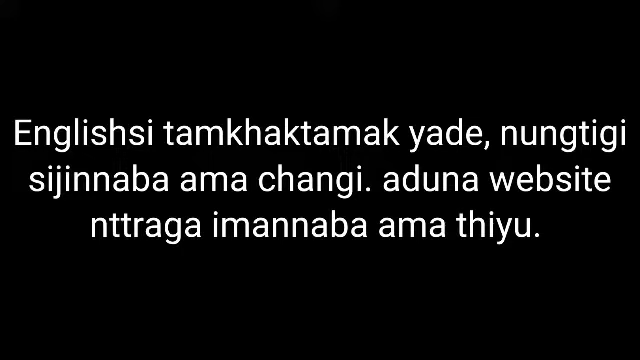 Englishsi tamkhaktamak yade, nungtigi
sijinnaba ama changi. aduna website
nttraga imannaba ama thiyu.